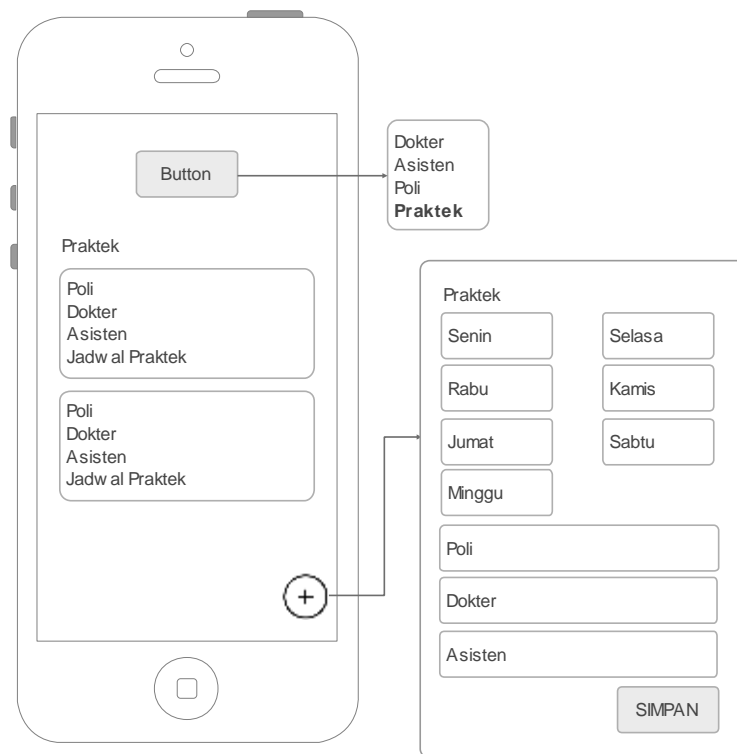 Button
Dokter
Asisten
Poli
Praktek
Praktek
Poli
Dokter
Asisten
Jadwal Praktek
Poli
Dokter
Asisten
Jadwal Praktek
+
Praktek
Senin Selasa
Rabu Kamis
Jumat Sabtu
Minggu
Poli
Dokter
Asisten
SIMPAN